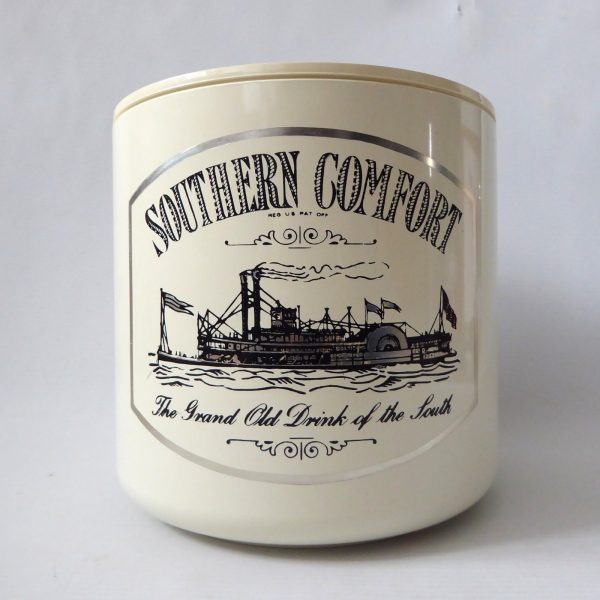 SOUTHERN COMFORT
REG U S PAT OFF
The Grand Old Drink of the South